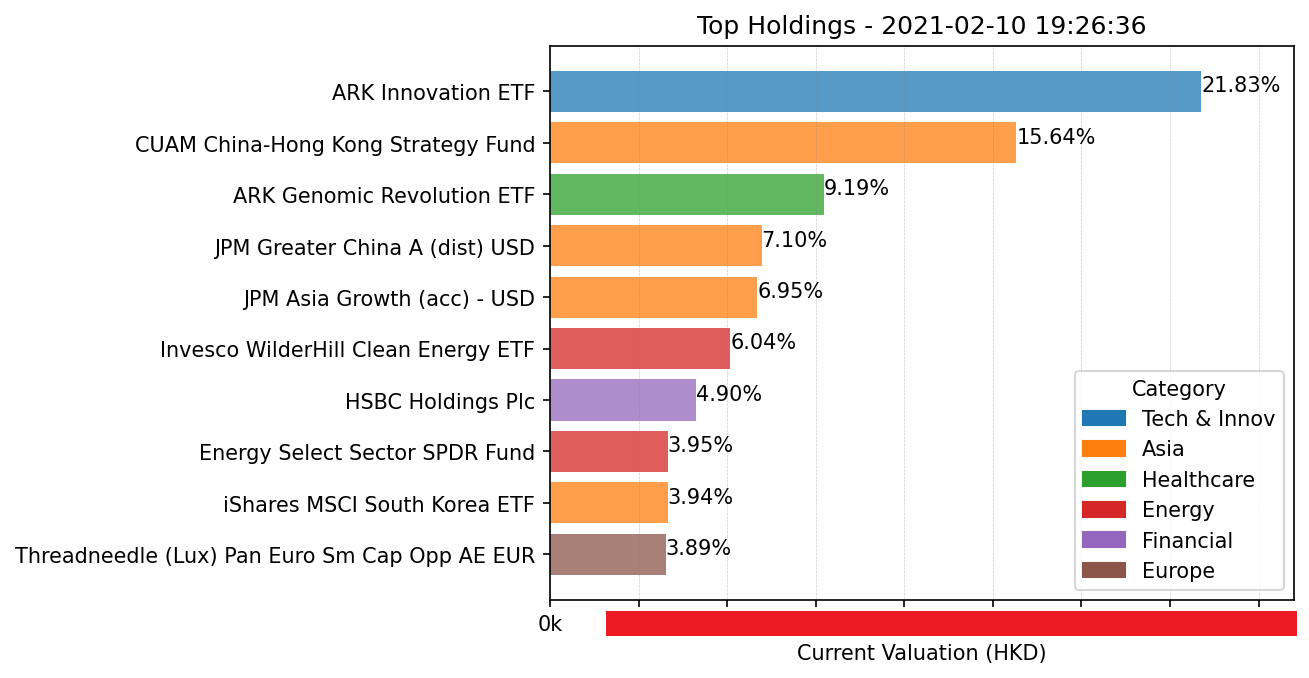 Top Holdings - 2021-02-10 19:26:36
ARK Innovation ETF
21.83%
CUAM China-Hong Kong Strategy Fund
15.64%
ARK Genomic Revolution ETF
9.19%
JPM Greater China A (dist) USD
7.10%
JPM Asia Growth (acc) - USD
6.95%
Invesco WilderHill Clean Energy ETF
6.04%
HSBC Holdings Plc
4.90%
Energy Select Sector SPDR Fund
3.95%
iShares MSCI South Korea ETF
3.94%
Threadneedle (Lux) Pan Euro Sm Cap Opp AE EUR
3.89%
Category
Tech & Innov
Asia
Healthcare
Energy
Financial
Europe
0k
Current Valuation (HKD)